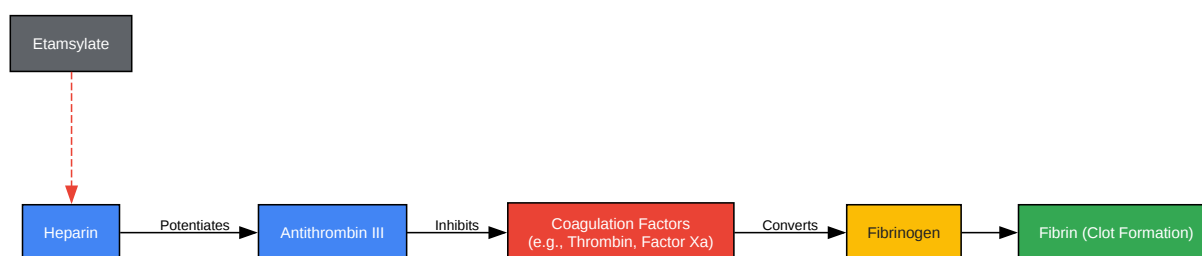 Etamsylate
Heparin
Potentiates
Antithrombin III
Inhibits
Coagulation Factors
(e.g., Thrombin, Factor Xa)
Converts
Fibrinogen
Fibrin (Clot Formation)